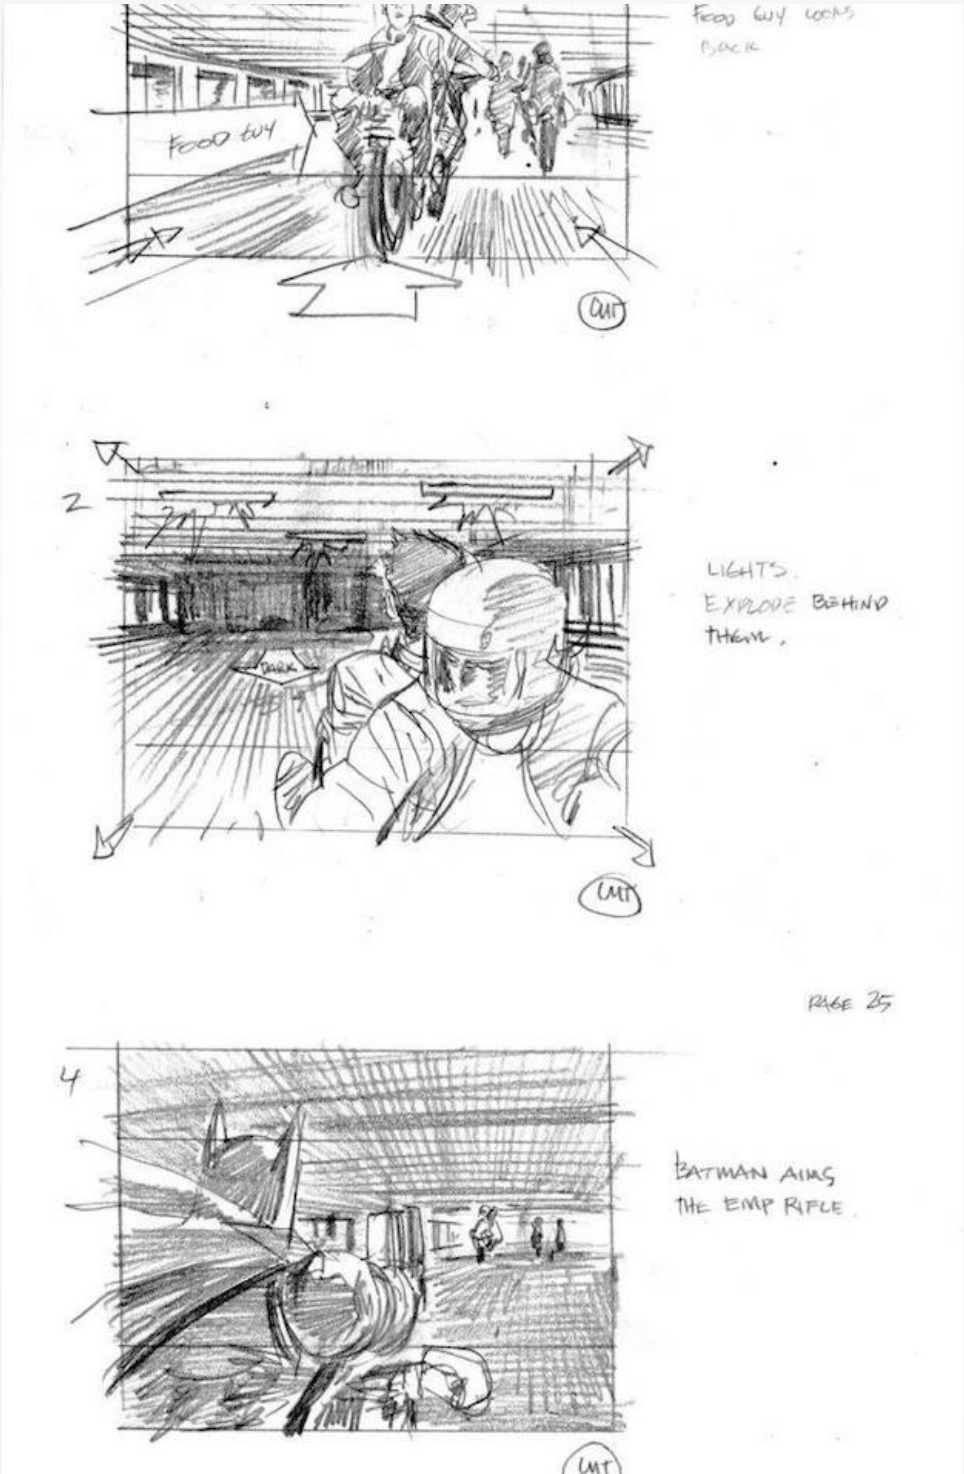 FOOD GUY LOOKS
BACK
FOOD GUY
CUT
2
LIGHTS.
EXPLODE BEHIND
THEM.
DARK
CUT
PAGE 25
4
BATMAN AIMS
THE EMP RIFLE.
CUT